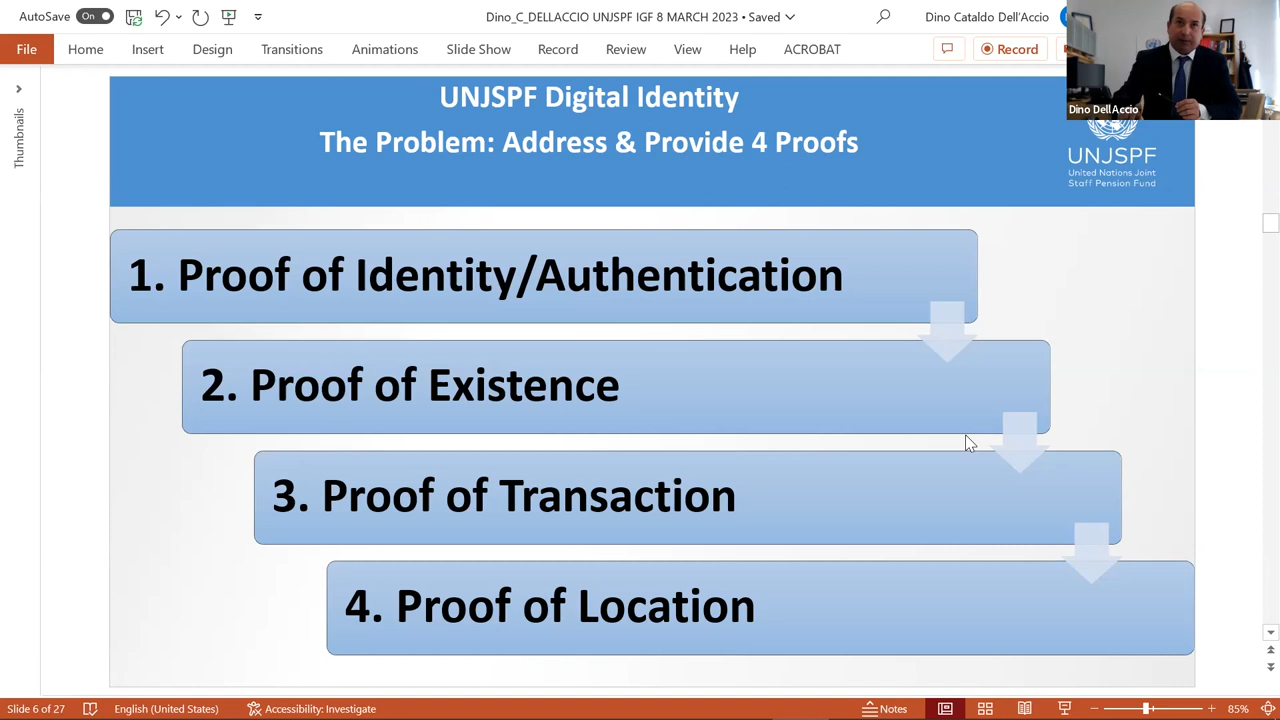 AutoSave On
Dino_C_DELLACCIO UNJSPF IGF 8 MARCH 2023 • Saved
Dino Cataldo Dell'Accio
File Home Insert Design Transitions Animations Slide Show Record Review View Help ACROBAT
Record
Dino Dell Accio
Thumbnails
UNJSPF Digital Identity
The Problem: Address & Provide 4 Proofs
UNJSPF
United Nations Joint
Staff Pension Fund
1. Proof of Identity/Authentication
2. Proof of Existence
3. Proof of Transaction
4. Proof of Location
Slide 6 of 27 English (United States) Accessibility: Investigate Notes 85%